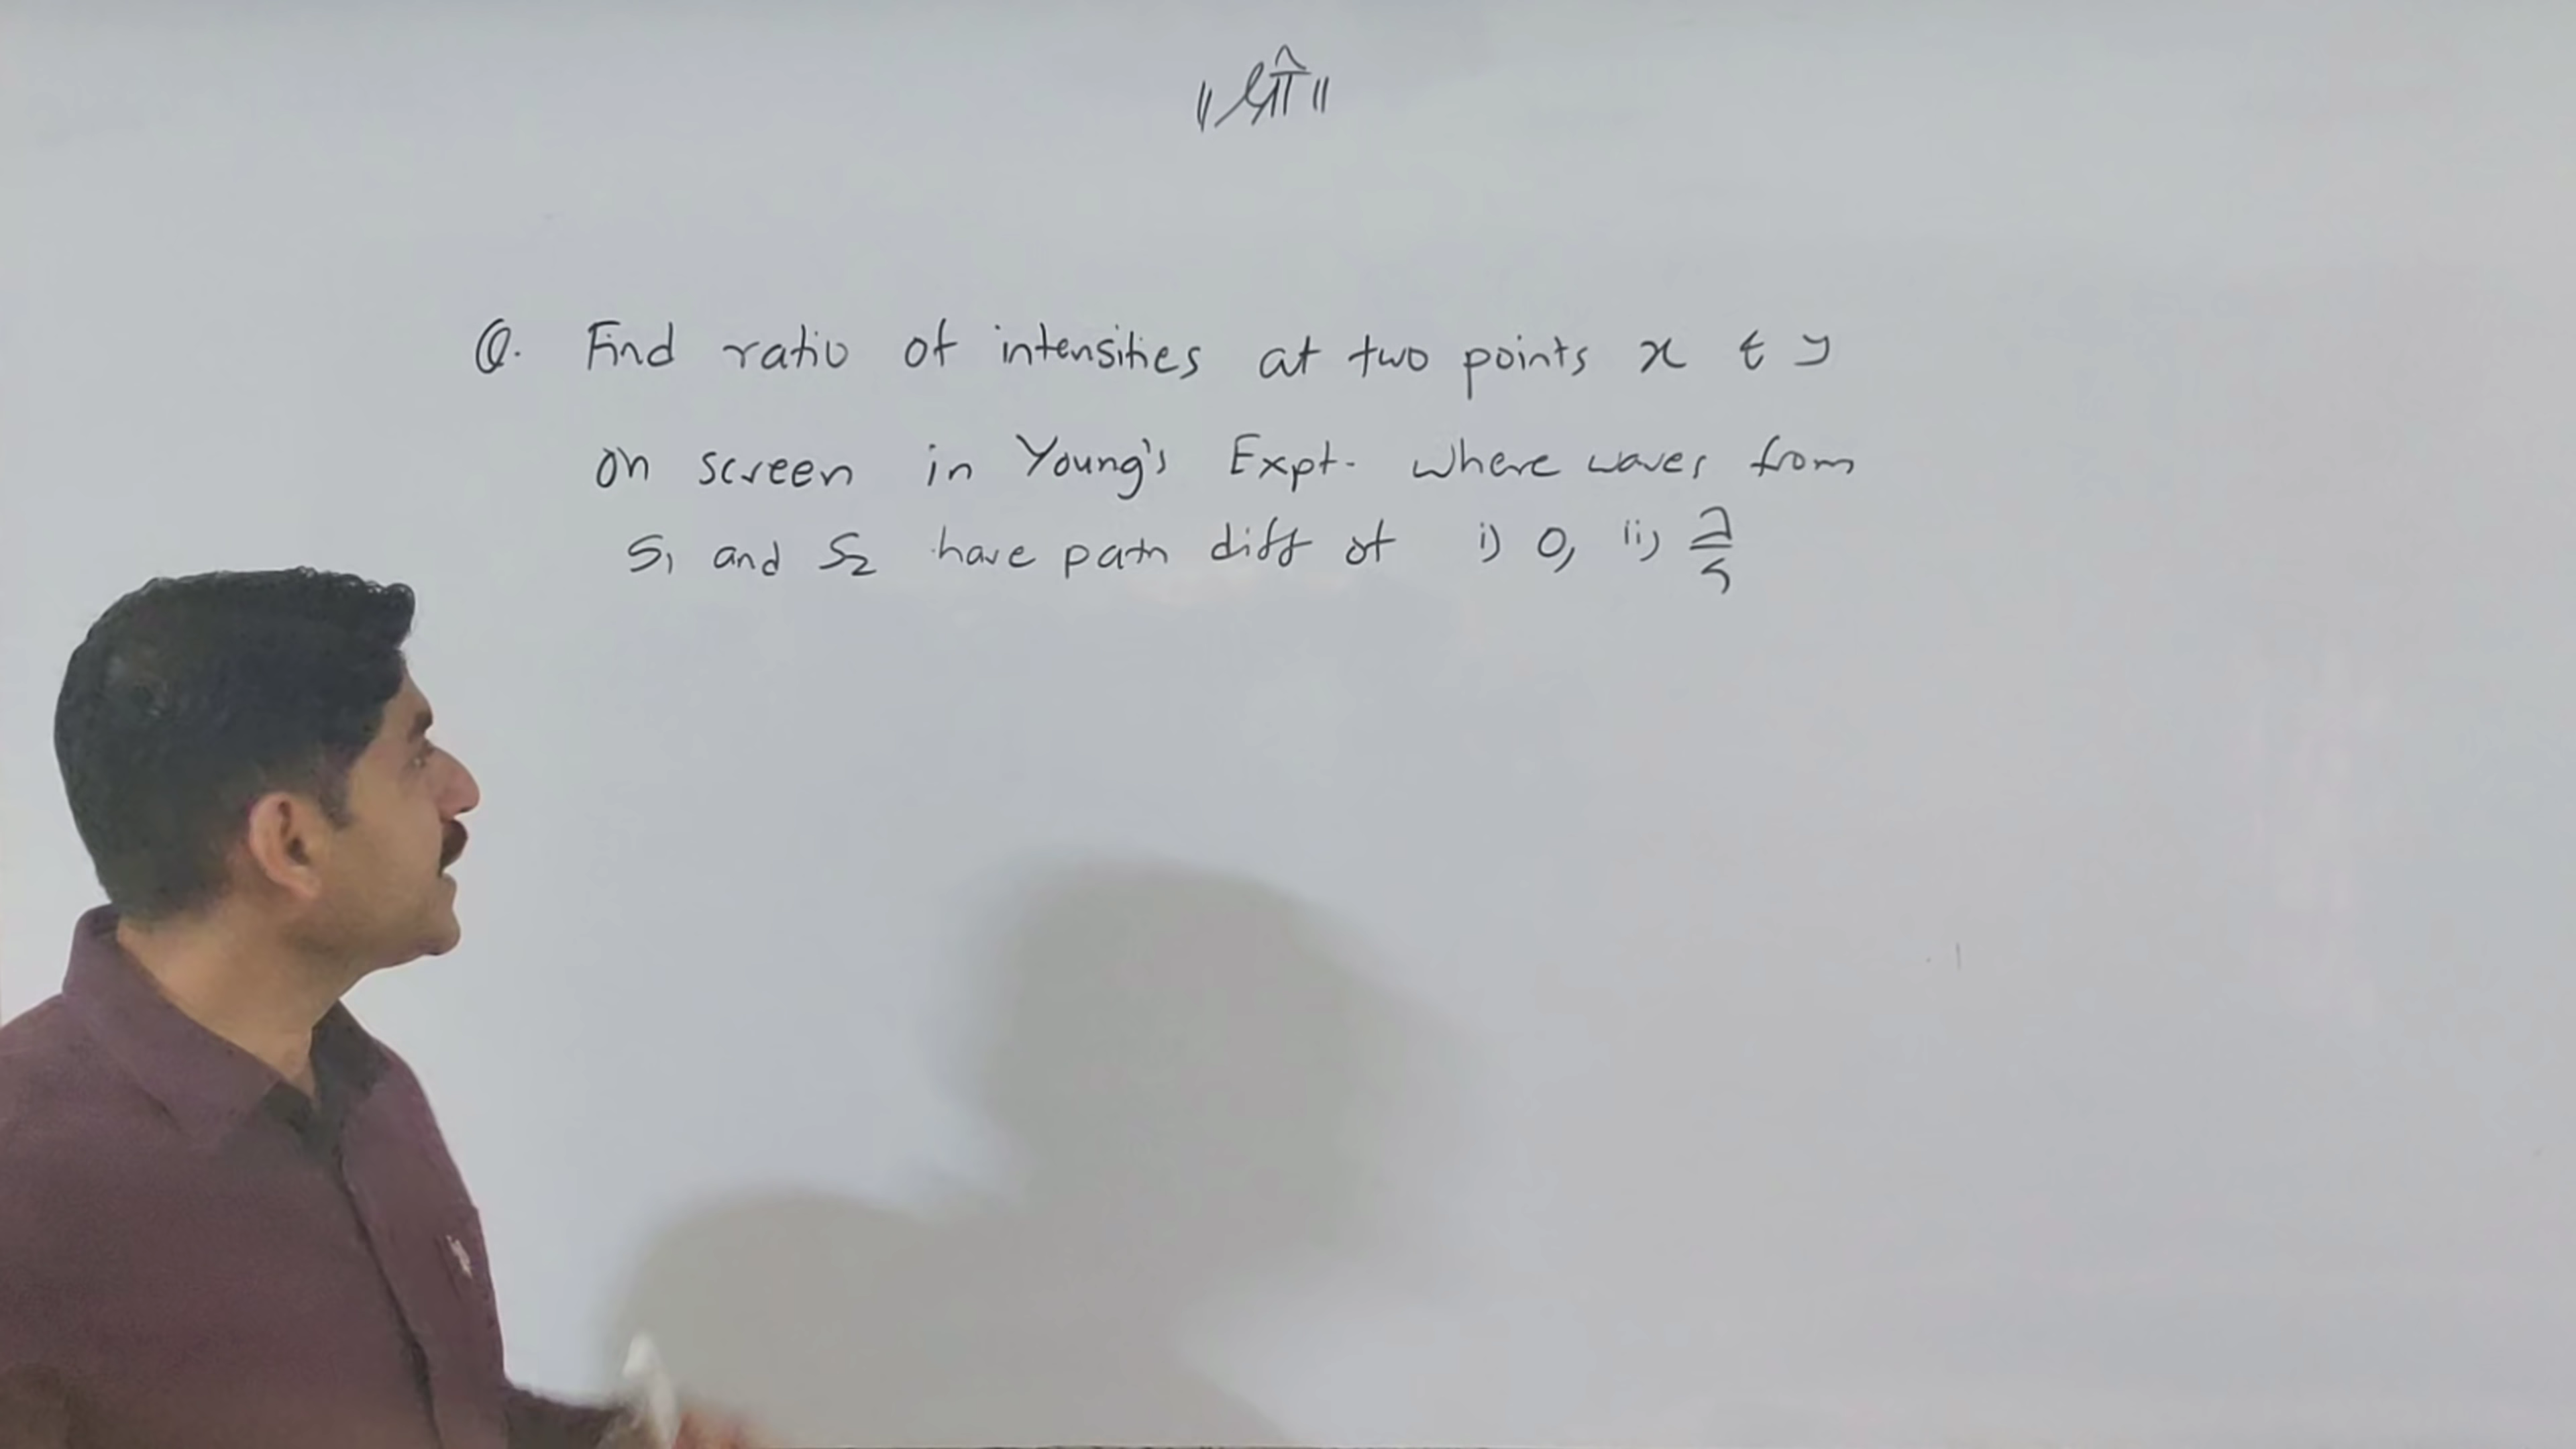 ॥ श्री ॥
Q. Find ratio of intensities at two points x & y
on screen in Young's Expt. where waves from
S₁ and S₂ have path diff of i) 0, ii) λ/5